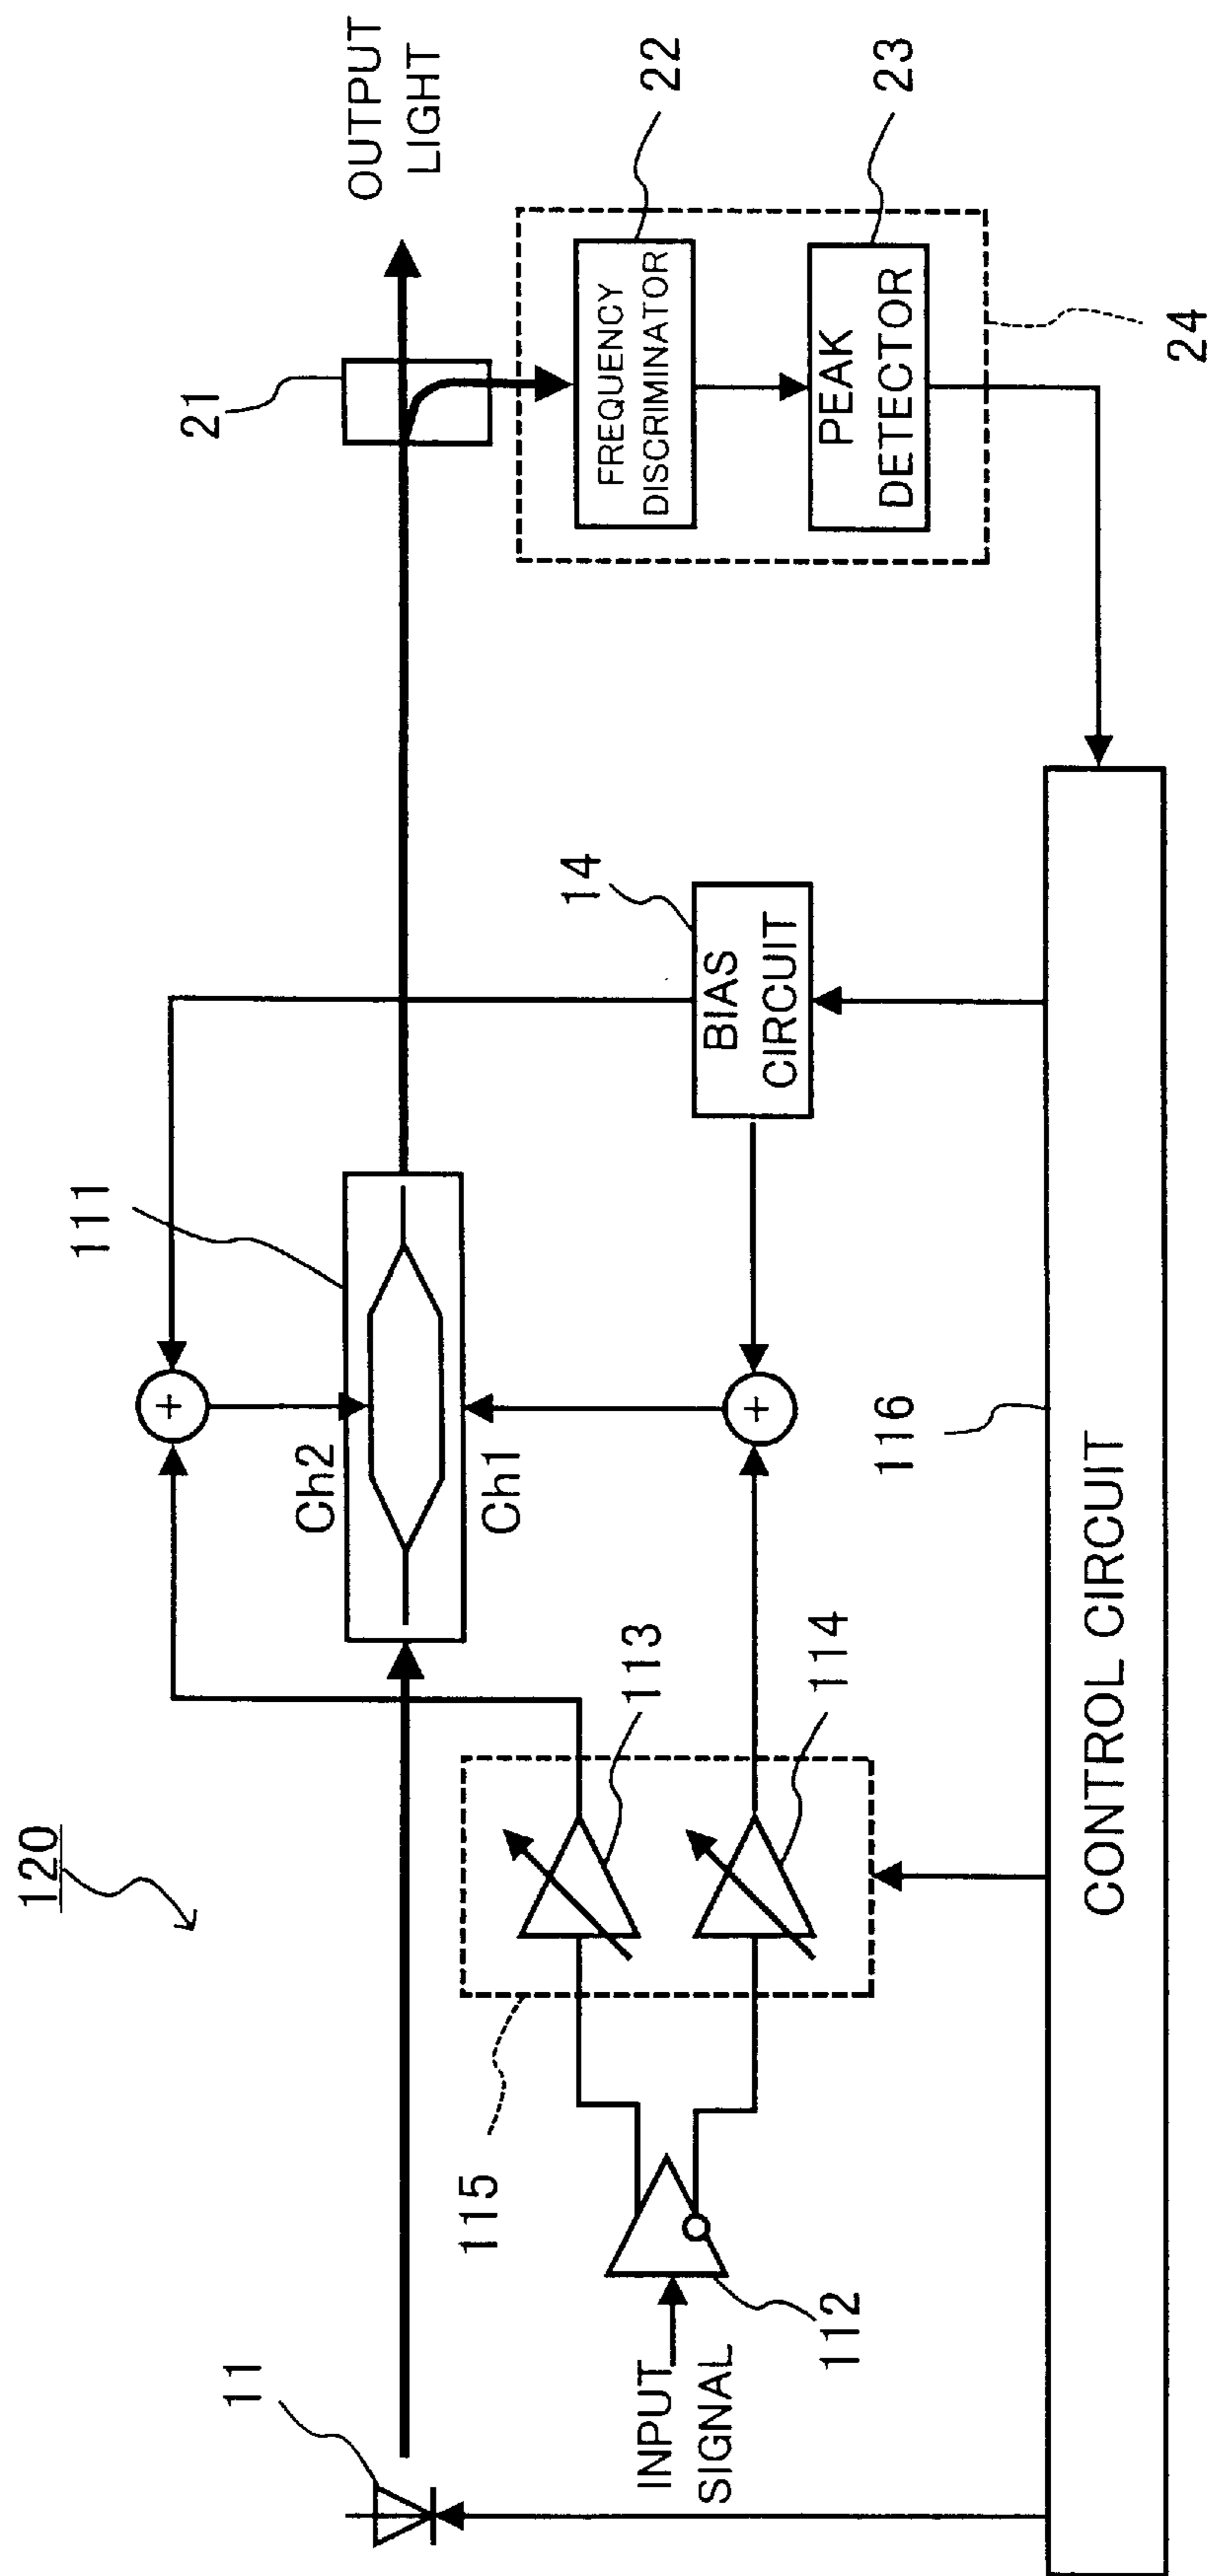 120
11
111
21
OUTPUT
LIGHT
Ch2
Ch1
14
BIAS
CIRCUIT
FREQUENCY
DISCRIMINATOR
22
PEAK
DETECTOR
23
24
115
113
114
INPUT
SIGNAL
112
116
CONTROL CIRCUIT